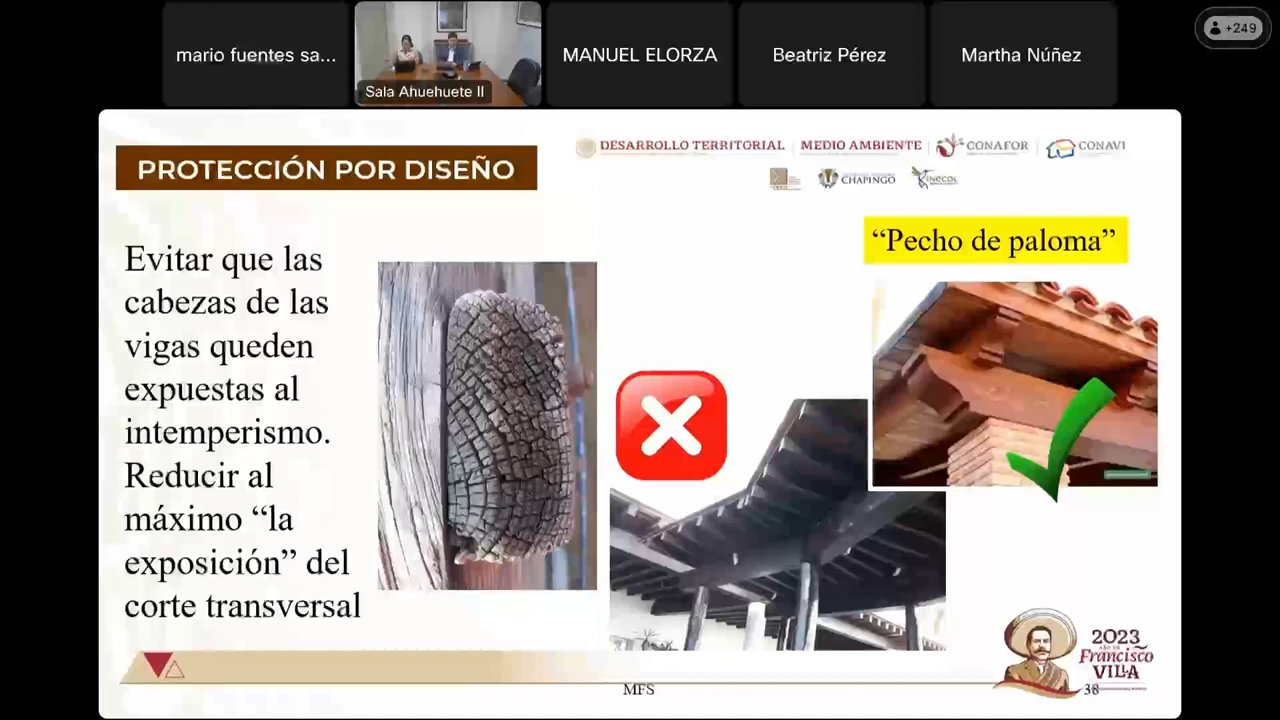 mario fuentes sa...
Sala Ahuehuete II
MANUEL ELORZA
Beatriz Pérez
Martha Núñez
+249
PROTECCIÓN POR DISEÑO
DESARROLLO TERRITORIAL
MEDIO AMBIENTE
CONAFOR
CONAVI
CHAPINGO
INECOL
“Pecho de paloma”
Evitar que las
cabezas de las
vigas queden
expuestas al
intemperismo.
Reducir al
máximo “la
exposición” del
corte transversal
2023
Francisco
VILLA
MFS
38